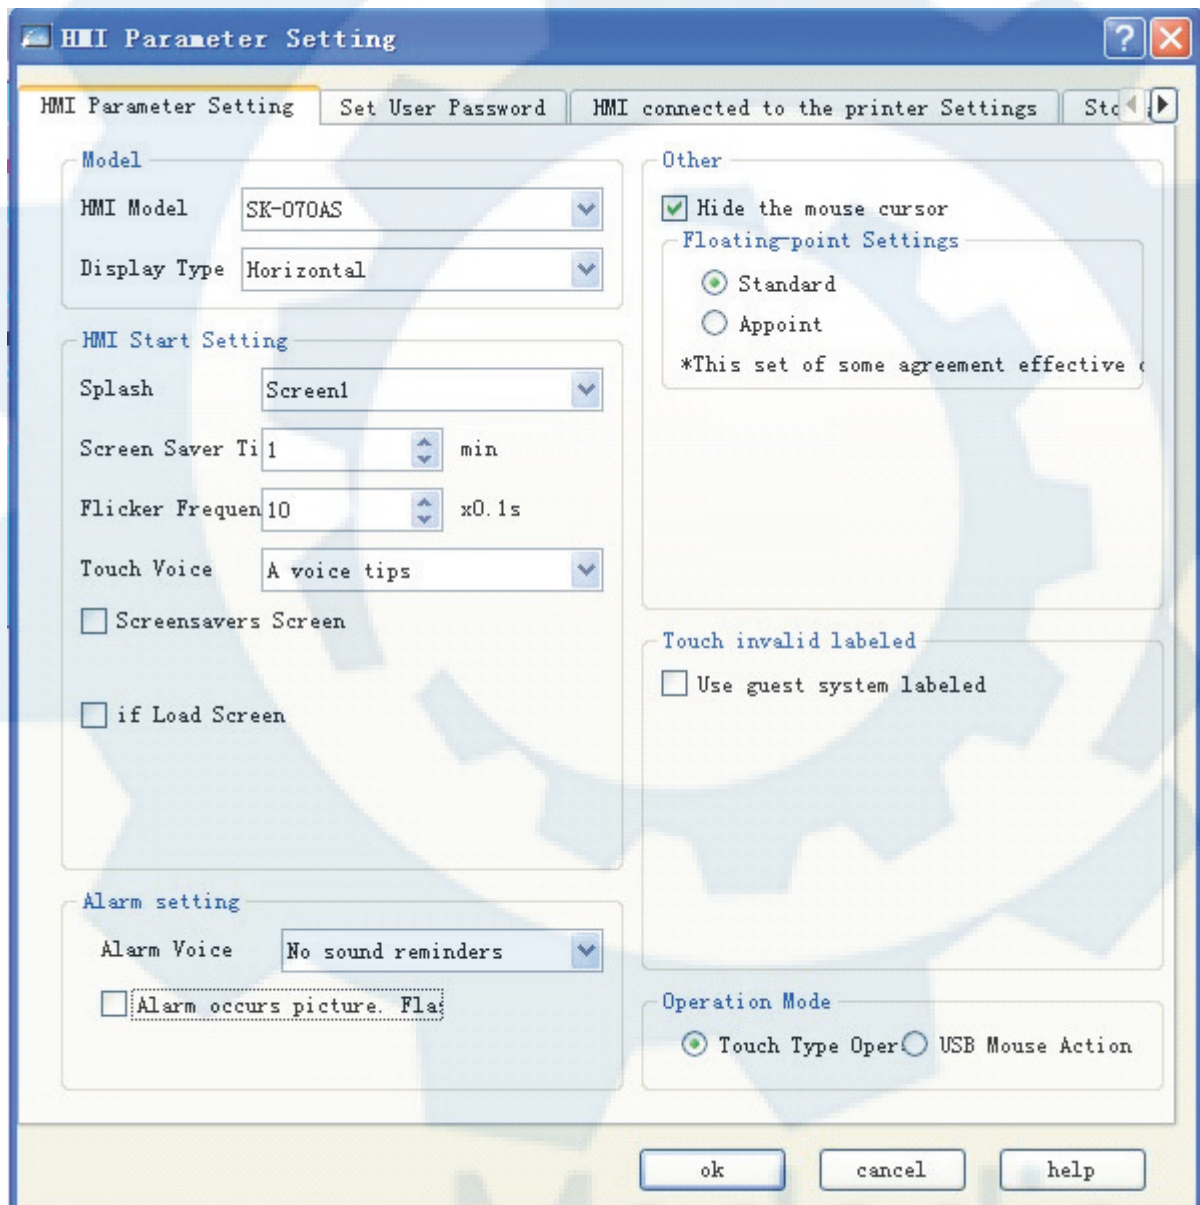 HMI Parameter Setting
HMI Parameter Setting
Set User Password
HMI connected to the printer Settings
Sto
Model
HMI Model
SK-070AS
Display Type
Horizontal
HMI Start Setting
Splash
Screen1
Screen Saver Ti
1
min
Flicker Frequen
10
x0.1s
Touch Voice
A voice tips
Screensavers Screen
if Load Screen
Alarm setting
Alarm Voice
No sound reminders
Alarm occurs picture. Fla
Other
Hide the mouse cursor
Floating-point Settings
Standard
Appoint
*This set of some agreement effective
Touch invalid labeled
Use guest system labeled
Operation Mode
Touch Type Oper
USB Mouse Action
ok
cancel
help